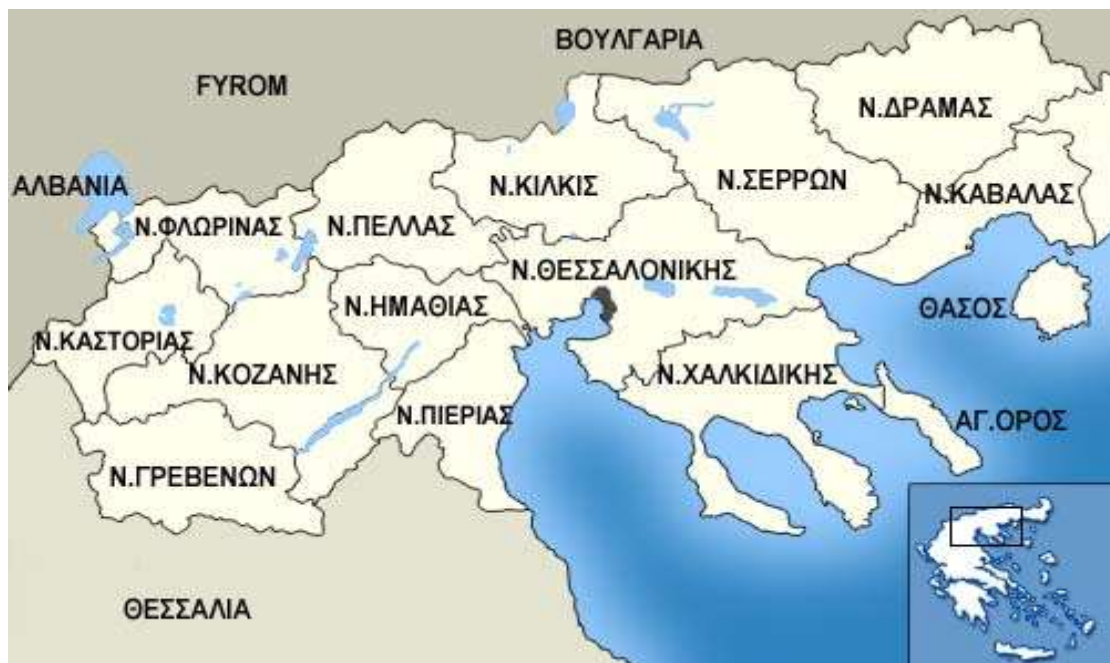 ΒΟΥΛΓΑΡΙΑ
FYROM
Ν.ΔΡΑΜΑΣ
ΑΛΒΑΝΙΑ
Ν.ΚΙΛΚΙΣ
Ν.ΣΕΡΡΩΝ
Ν.ΚΑΒΑΛΑΣ
Ν.ΦΛΩΡΙΝΑΣ
Ν.ΠΕΛΛΑΣ
Ν.ΘΕΣΣΑΛΟΝΙΚΗΣ
Ν.ΗΜΑΘΙΑΣ
ΘΑΣΟΣ
Ν.ΚΑΣΤΟΡΙΑΣ
Ν.ΚΟΖΑΝΗΣ
Ν.ΧΑΛΚΙΔΙΚΗΣ
Ν.ΠΙΕΡΙΑΣ
ΑΓ.ΟΡΟΣ
Ν.ΓΡΕΒΕΝΩΝ
ΘΕΣΣΑΛΙΑ